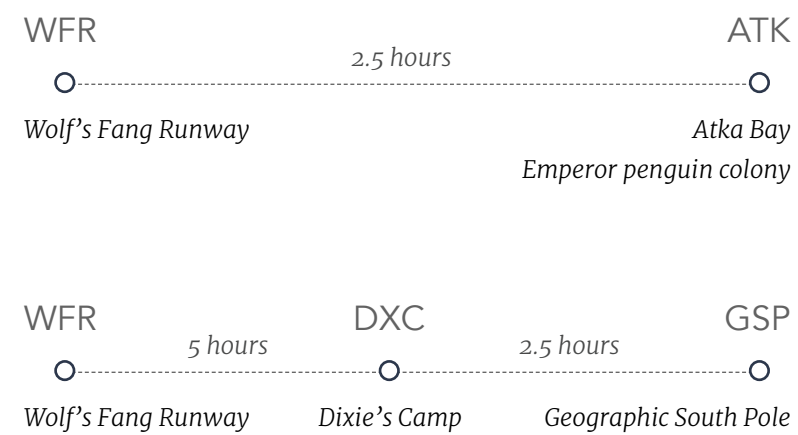 WFR ATK
2.5 hours
Wolf’s Fang Runway Atka Bay
Emperor penguin colony
WFR DXC GSP
5 hours 2.5 hours
Wolf’s Fang Runway Dixie’s Camp Geographic South Pole